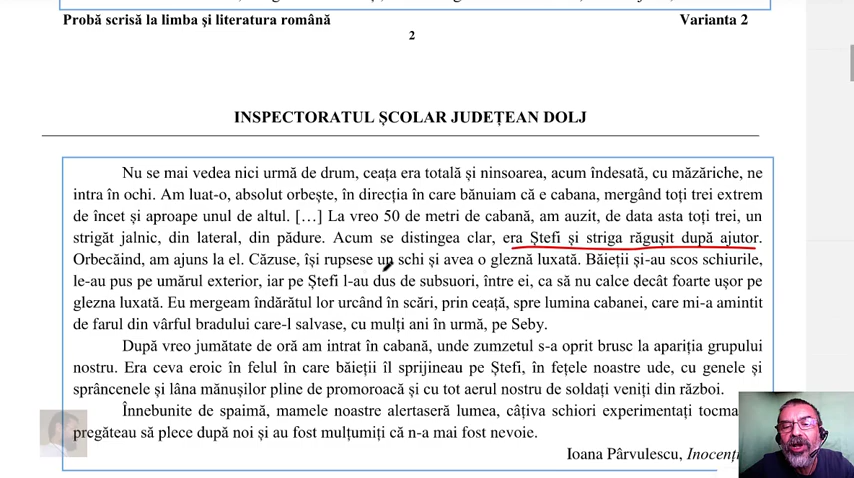 Probă scrisă la limba și literatura română Varianta 2
2
INSPECTORATUL ȘCOLAR JUDEȚEAN DOLJ
Nu se mai vedea nici urmă de drum, ceața era totală și ninsoarea, acum îndesată, cu măzăriche, ne
intra în ochi. Am luat-o, absolut orbește, în direcția în care bănuiam că e cabana, mergând toți trei extrem
de încet și aproape unul de altul. […] La vreo 50 de metri de cabană, am auzit, de data asta toți trei, un
strigăt jalnic, din lateral, din pădure. Acum se distingea clar, era Ștefi și striga răgușit după ajutor.
Orbecăind, am ajuns la el. Căzuse, își rupsese un schi și avea o gleznă luxată. Băieții și-au scos schiurile,
le-au pus pe umărul exterior, iar pe Ștefi l-au dus de subsuori, între ei, ca să nu calce decât foarte ușor pe
glezna luxată. Eu mergeam îndărătul lor urcând în scări, prin ceață, spre lumina cabanei, care mi-a amintit
de farul din vârful bradului care-l salvase, cu mulți ani în urmă, pe Seby.
După vreo jumătate de oră am intrat în cabană, unde zumzetul s-a oprit brusc la apariția grupului
nostru. Era ceva eroic în felul în care băieții îl sprijineau pe Ștefi, în fețele noastre ude, cu genele și
sprâncenele și lâna mănușilor pline de promoroacă și cu tot aerul nostru de soldați veniți din război.
Înnebunite de spaimă, mamele noastre alertaseră lumea, câțiva schiori experimentați
pregăteau să plece după noi și au fost mulțumiți că n-a mai fost nevoie.
Ioana Pârvulescu,